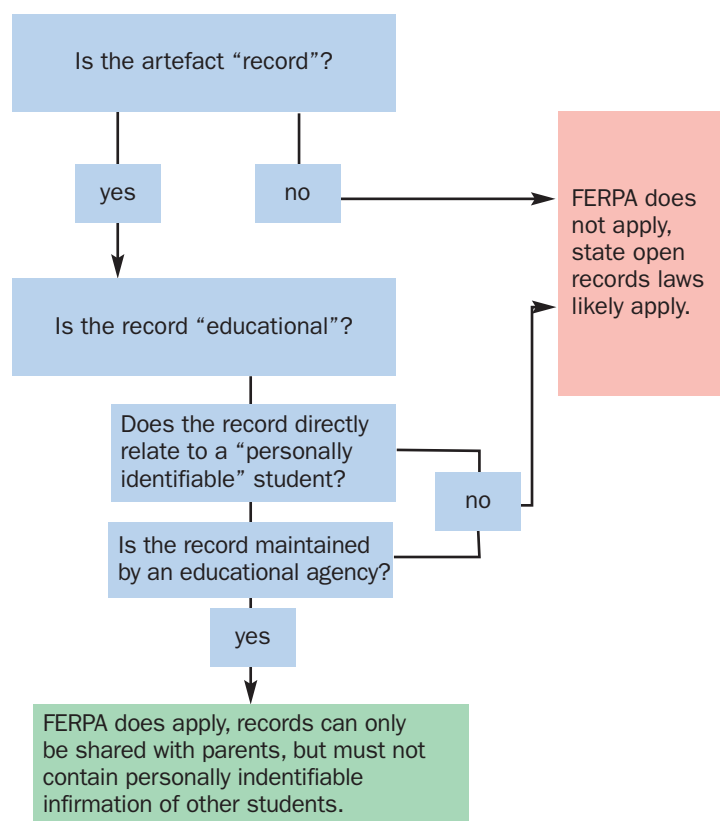 Is the artefact “record”?
yes
no
FERPA does
not apply,
state open
records laws
likely apply.
Is the record “educational”?
Does the record directly
relate to a “personally
identifiable” student?
no
Is the record maintained
by an educational agency?
yes
FERPA does apply, records can only
be shared with parents, but must not
contain personally indentifiable
infirmation of other students.